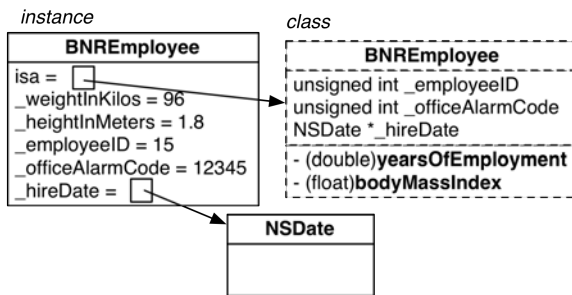 instance
BNREmployee
isa =
_weightInKilos = 96
_heightInMeters = 1.8
_employeeID = 15
_officeAlarmCode = 12345
_hireDate =
class
BNREmployee
unsigned int _employeeID
unsigned int _officeAlarmCode
NSDate *_hireDate
- (double)yearsOfEmployment
- (float)bodyMassIndex
NSDate